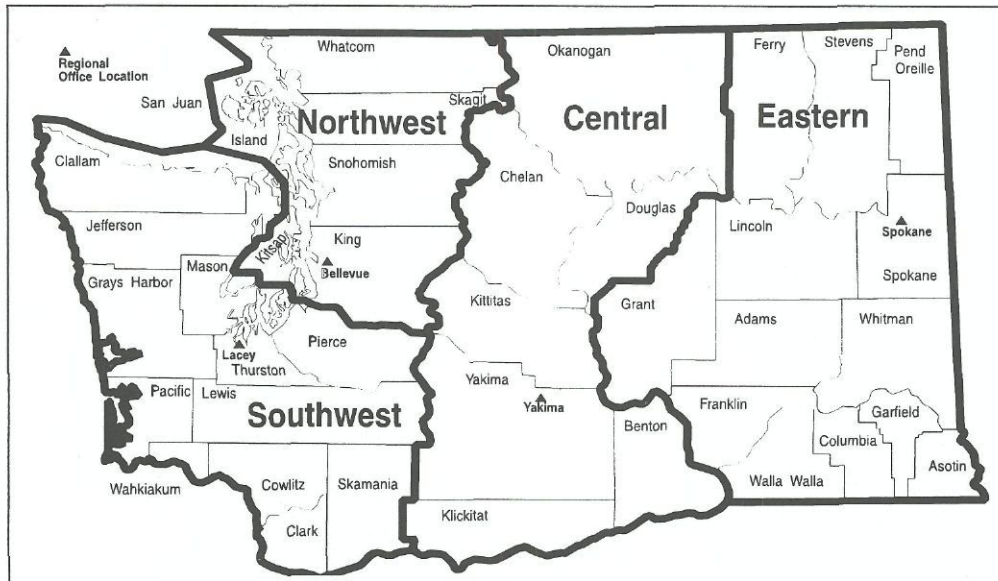 Regional
Office Location
San Juan
Whatcom
Skagit
Northwest
Island
Snohomish
Clallam
Jefferson
Kitsap
King
Bellevue
Mason
Grays Harbor
Pierce
Lacey
Thurston
Pacific
Lewis
Southwest
Wahkiakum
Cowlitz
Skamania
Clark
Okanogan
Central
Chelan
Douglas
Kittitas
Yakima
Yakima
Benton
Klickitat
Ferry
Stevens
Pend
Oreille
Eastern
Lincoln
Spokane
Spokane
Grant
Adams
Whitman
Franklin
Garfield
Columbia
Walla Walla
Asotin